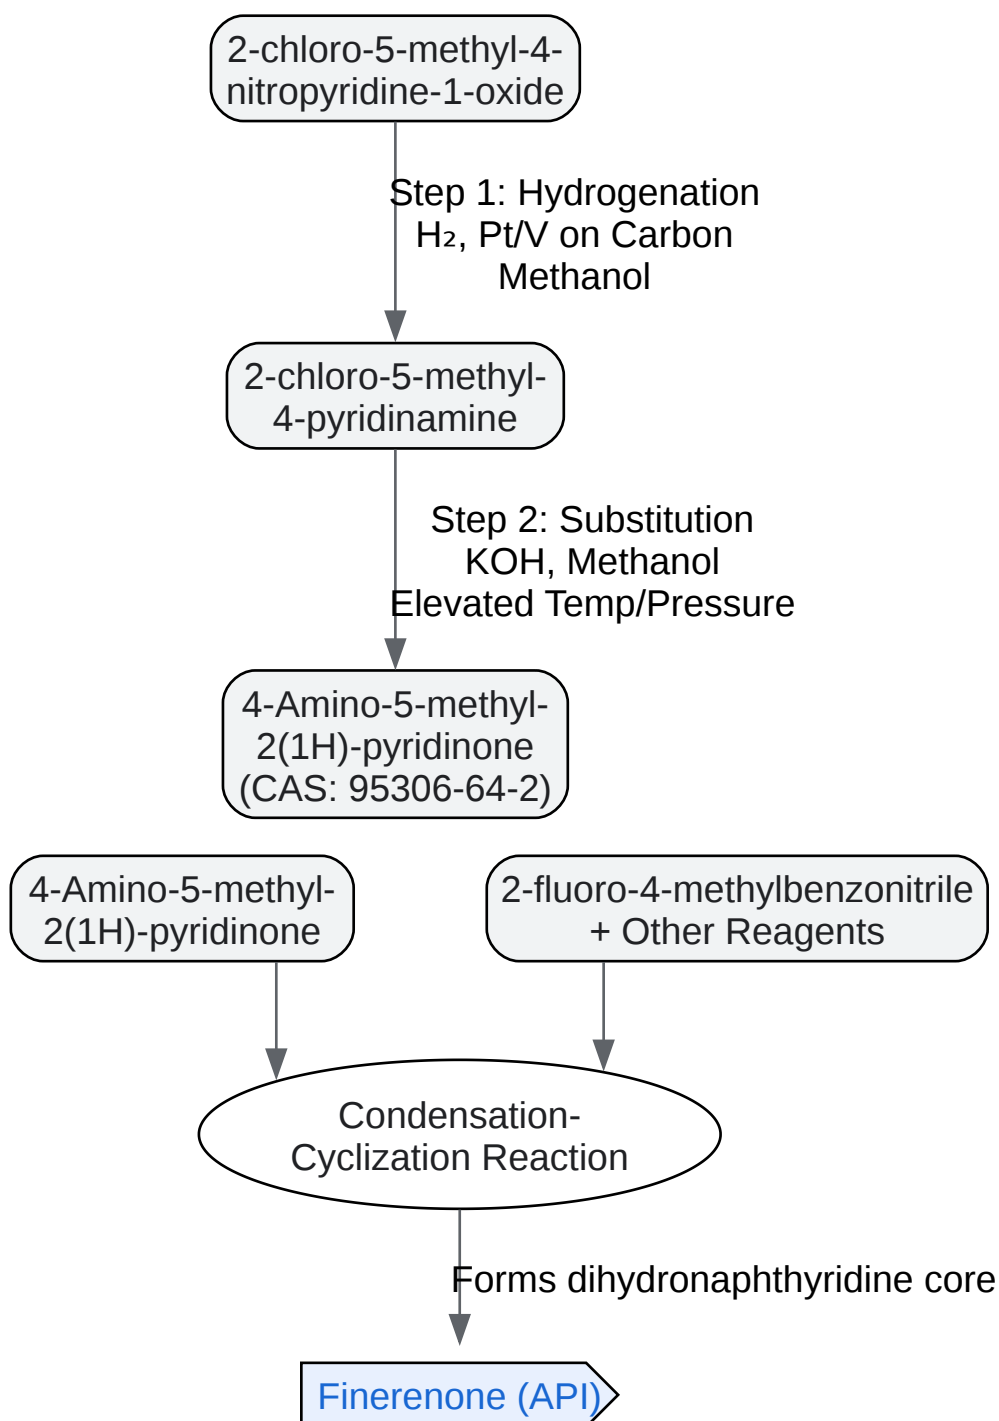 2-chloro-5-methyl-4-
nitropyridine-1-oxide
Step 1: Hydrogenation
H₂, Pt/V on Carbon
Methanol
2-chloro-5-methyl-
4-pyridinamine
Step 2: Substitution
KOH, Methanol
Elevated Temp/Pressure
4-Amino-5-methyl-
2(1H)-pyridinone
(CAS: 95306-64-2)
4-Amino-5-methyl-
2(1H)-pyridinone
2-fluoro-4-methylbenzonitrile
+ Other Reagents
Condensation-
Cyclization Reaction
Forms dihydronaphthyridine core
Finerenone (API)